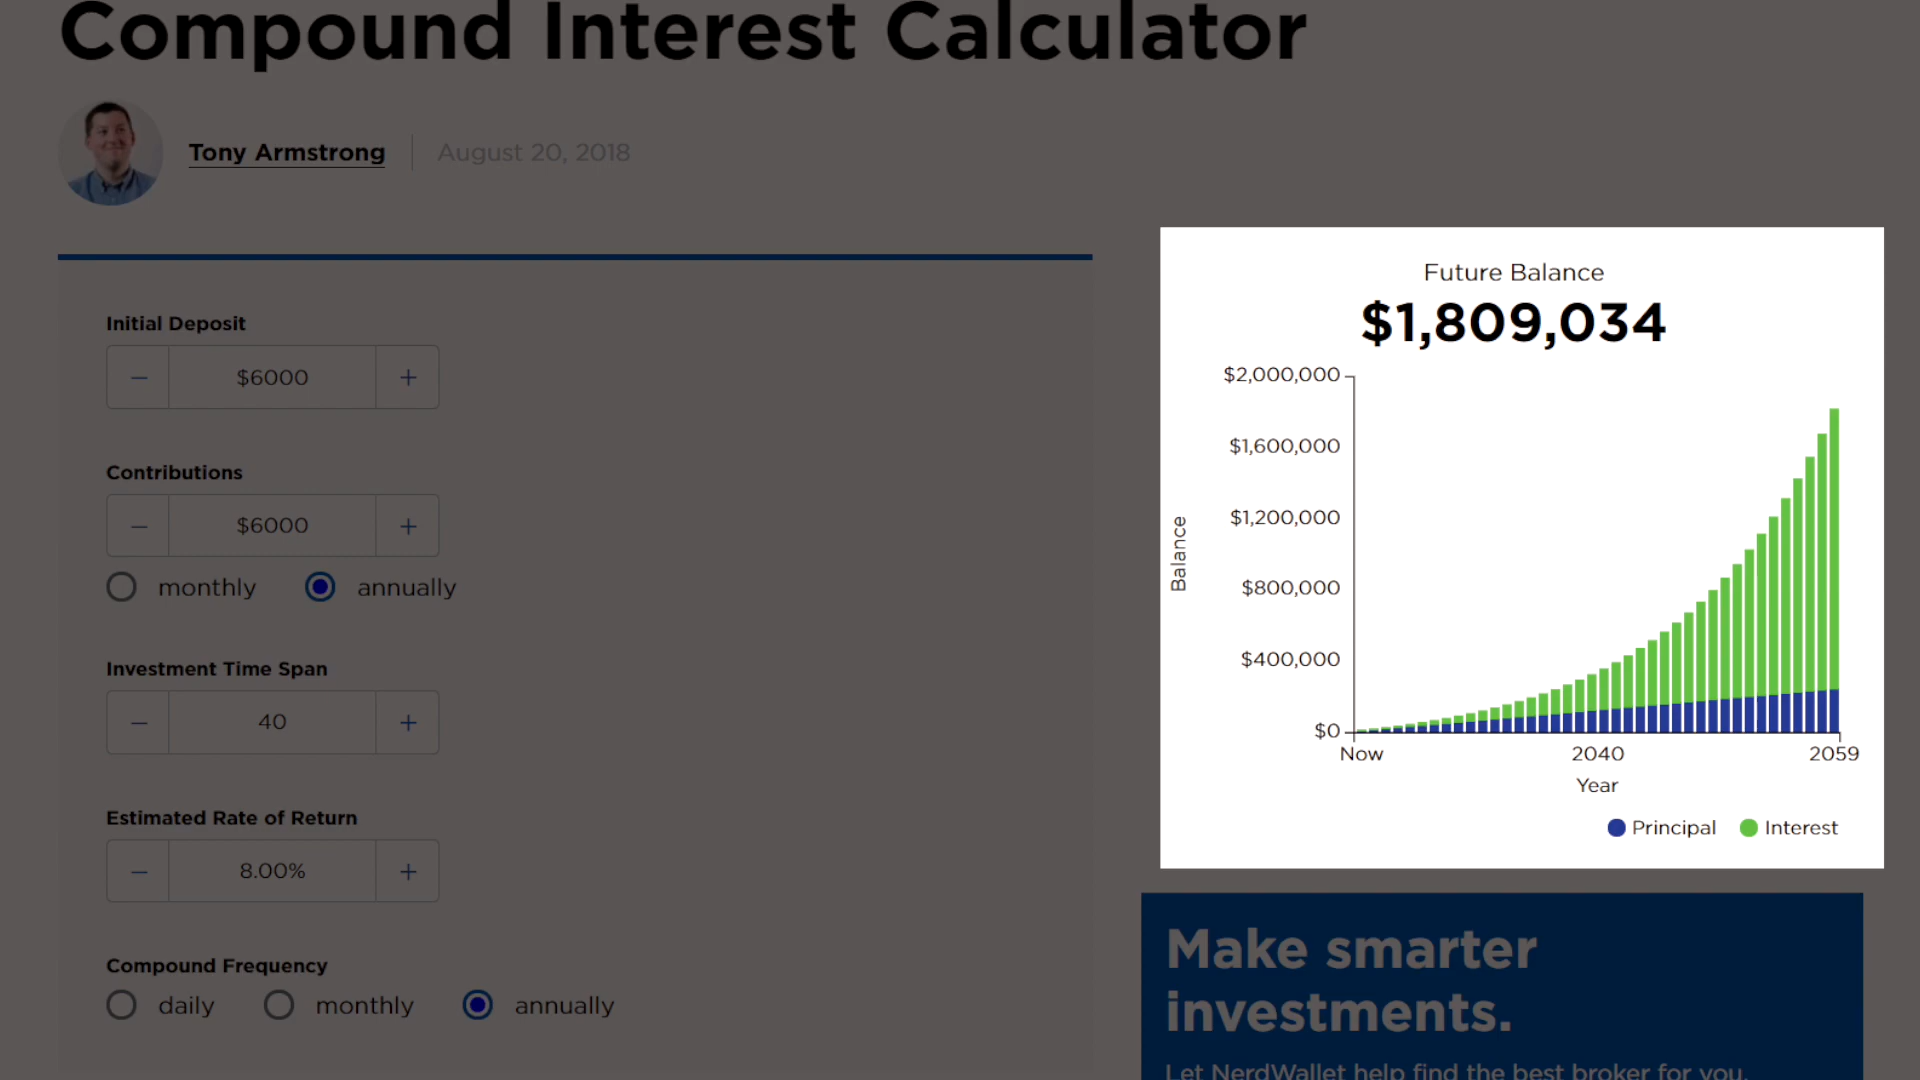 Compound Interest Calculator
Tony Armstrong
August 20, 2018
Initial Deposit
– $6000 +
Contributions
– $6000 +
monthly annually
Investment Time Span
– 40 +
Estimated Rate of Return
– 8.00% +
Compound Frequency
daily monthly annually
Future Balance
$1,809,034
$2,000,000
$1,600,000
$1,200,000
$800,000
$400,000
$0
Balance
Now 2040 2059
Year
Principal Interest
Make smarter
investments.
Let NerdWallet help find the best broker for you.